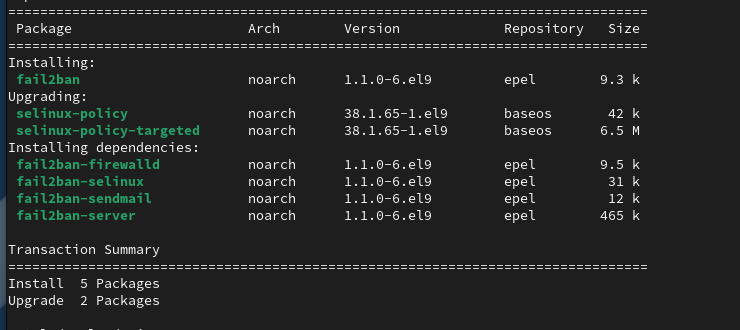 ================================================================================
Package Arch Version Repository Size
================================================================================
Installing:
fail2ban noarch 1.1.0-6.el9 epel 9.3 k
Upgrading:
selinux-policy noarch 38.1.65-1.el9 baseos 42 k
selinux-policy-targeted noarch 38.1.65-1.el9 baseos 6.5 M
Installing dependencies:
fail2ban-firewalld noarch 1.1.0-6.el9 epel 9.5 k
fail2ban-selinux noarch 1.1.0-6.el9 epel 31 k
fail2ban-sendmail noarch 1.1.0-6.el9 epel 12 k
fail2ban-server noarch 1.1.0-6.el9 epel 465 k
Transaction Summary
================================================================================
Install 5 Packages
Upgrade 2 Packages